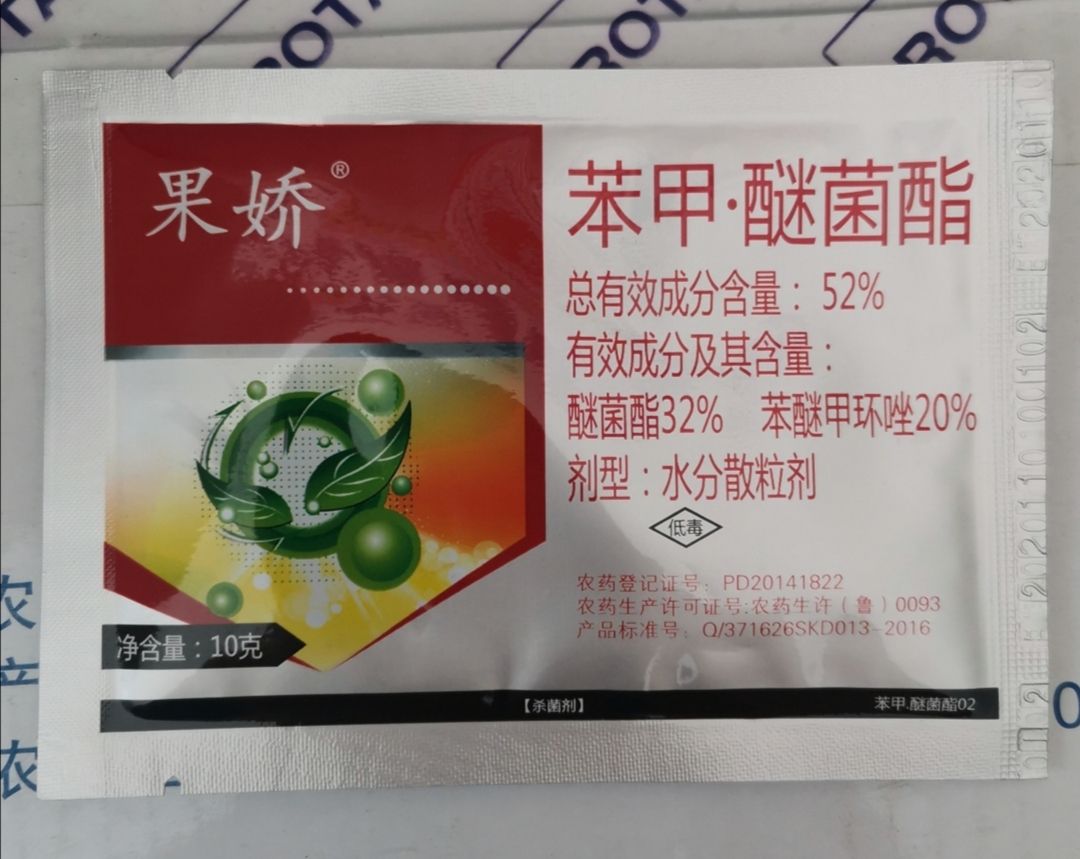 果娇®
苯甲·醚菌酯
总有效成分含量：52%
有效成分及其含量：
醚菌酯32% 苯醚甲环唑20%
剂型：水分散粒剂
低毒
农药登记证号：PD20141822
农药生产许可证号:农药生许（鲁）0093
产品标准号：Q/371626SKD013-2016
净含量：10克
【杀菌剂】
苯甲.醚菌酯02
农
农